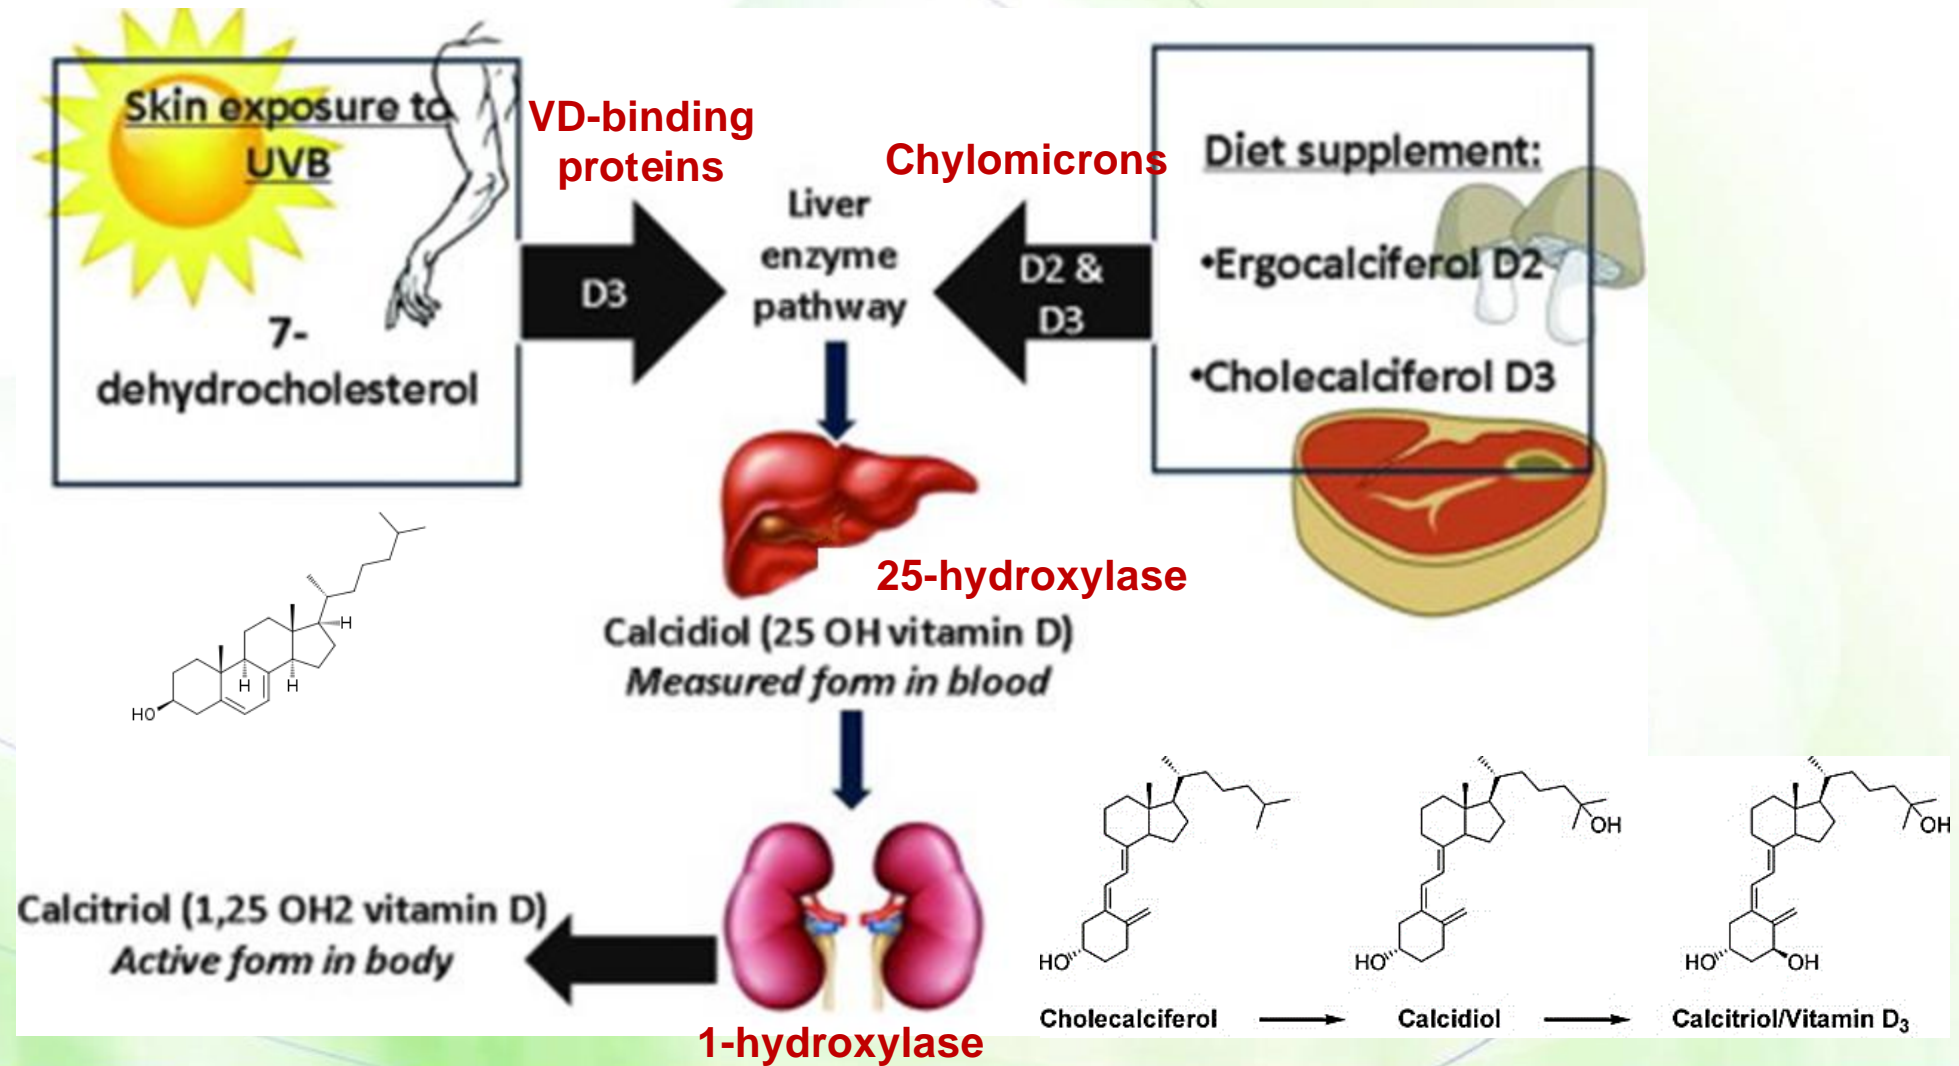 Skin exposure to
UVB
7-
dehydrocholesterol
VD-binding
proteins
D3
Liver
enzyme
pathway
Chylomicrons
D2 &
D3
Diet supplement:
•Ergocalciferol D2
•Cholecalciferol D3
25-hydroxylase
Calcidiol (25 OH vitamin D)
Measured form in blood
H
H
H
HO
Calcitriol (1,25 OH2 vitamin D)
Active form in body
1-hydroxylase
HO
Cholecalciferol
OH
HO
Calcidiol
OH
HO
OH
Calcitriol/Vitamin D₃